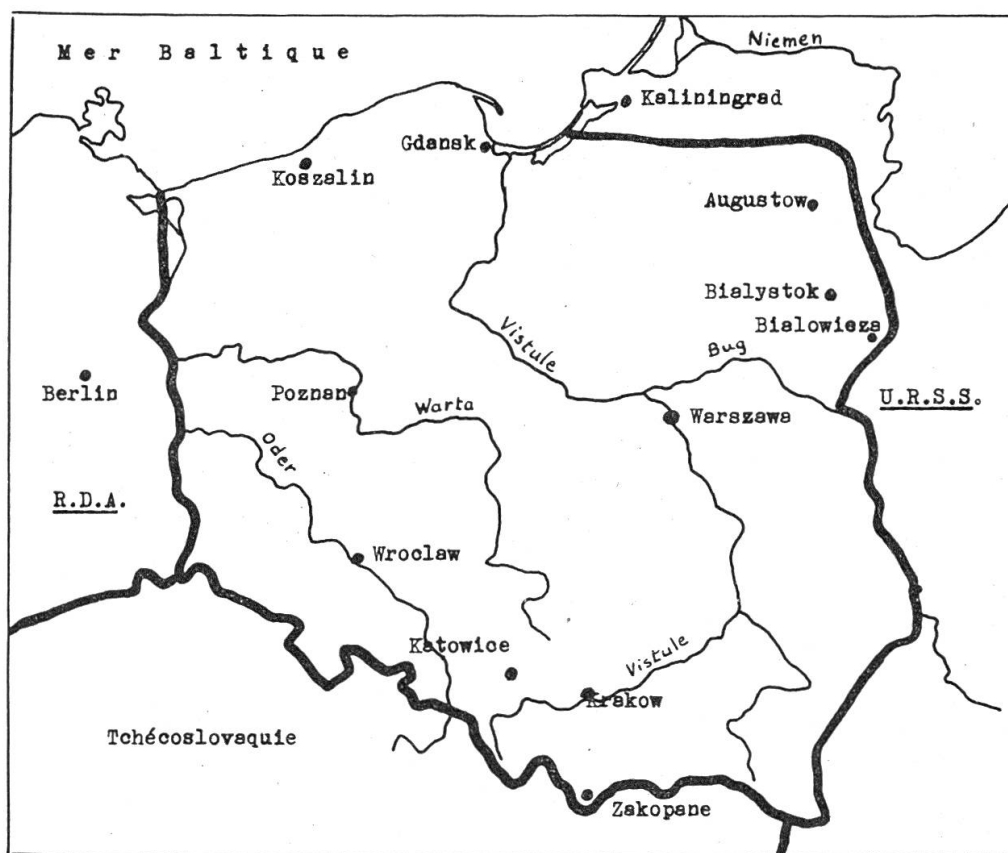 Niemen
Mer Baltique
Kaliningrad
Gdansk
Koszalin
Augustow
Bialystok
Bialowieza
Vistule
Bug
Berlin
Poznan
Warta
U.R.S.S.
Warszawa
Oder
R.D.A.
Wroclaw
Katowice
Vistule
Krakow
Tchécoslovaquie
Zakopane